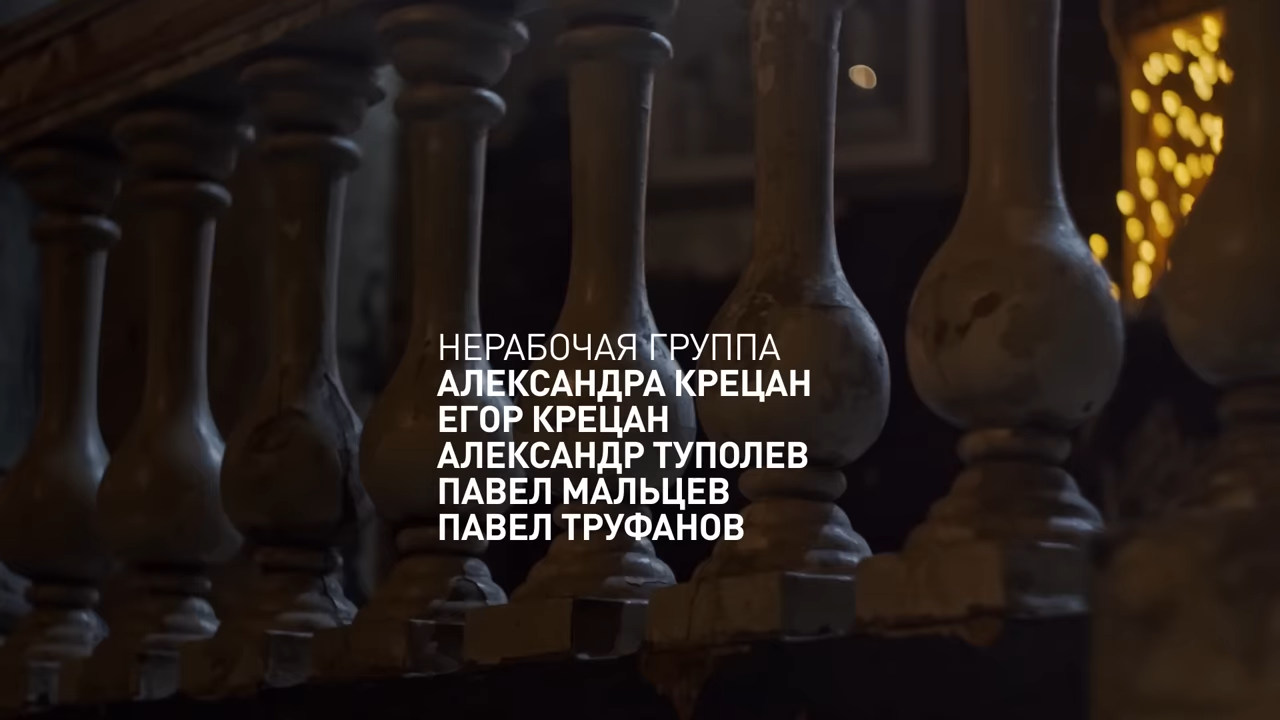 НЕРАБОЧАЯ ГРУППА
АЛЕКСАНДРА КРЕЦАН
ЕГОР КРЕЦАН
АЛЕКСАНДР ТУПОЛЕВ
ПАВЕЛ МАЛЬЦЕВ
ПАВЕЛ ТРУФАНОВ